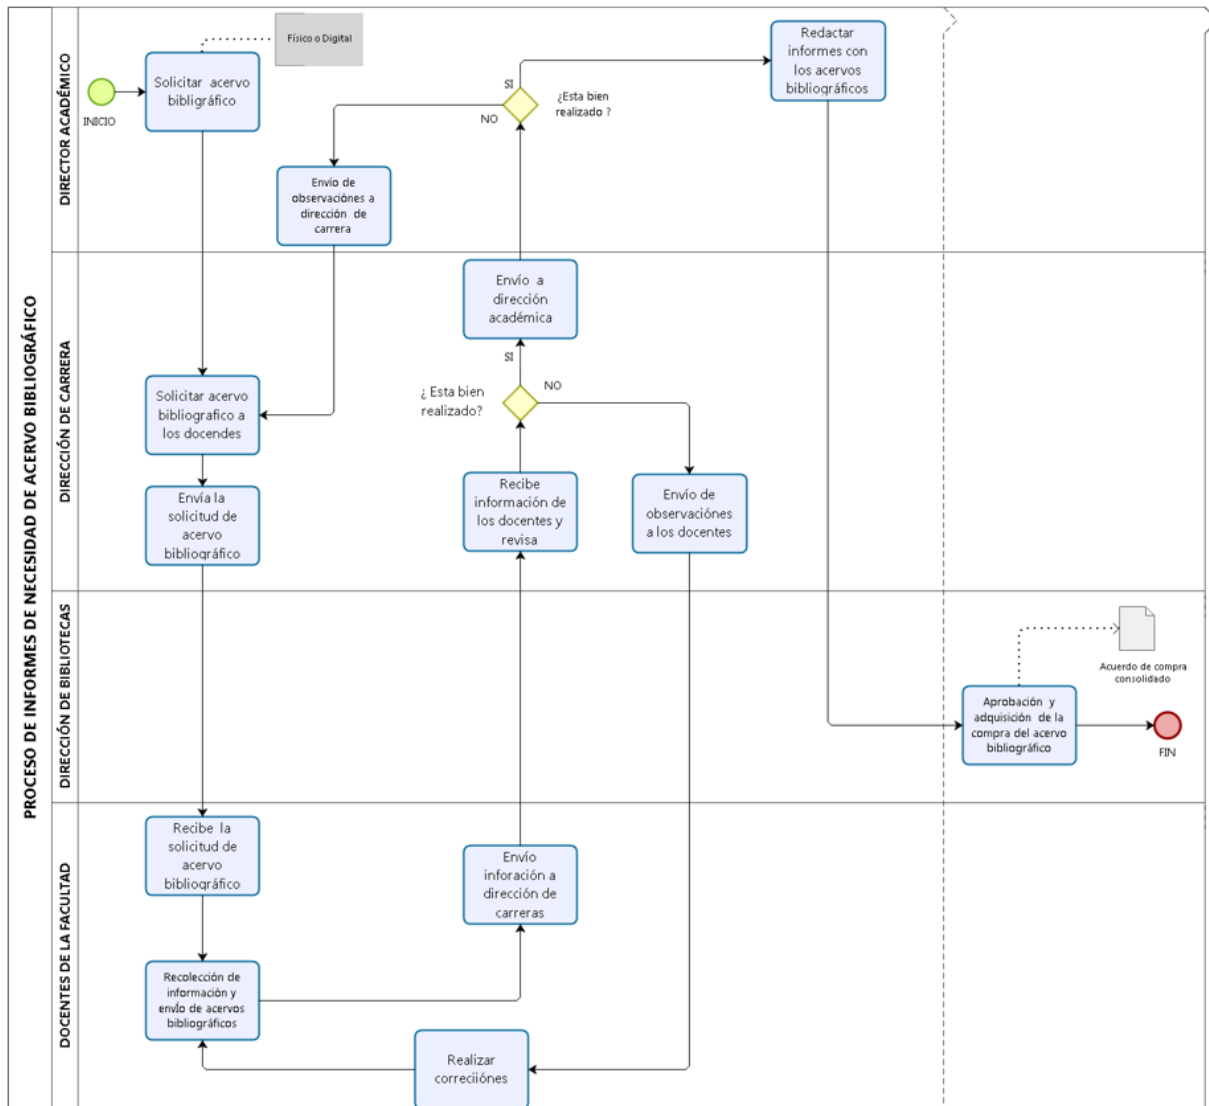 PROCESO DE INFORMES DE NECESIDAD DE ACERVO BIBLIOGRÁFICO
DIRECTOR ACADÉMICO
INICIO
Solicitar acervo
bibligráfico
Físico o Digital
Envío de
observaciónes a
dirección de
carrera
SI
NO
¿Esta bien
realizado ?
Redactar
informes con
los acervos
bibliográficos
DIRECCIÓN DE CARRERA
Solicitar acervo
bibliografico a
los docendes
Envía la
solicitud de
acervo
bibliográfico
Envío a
dirección
académica
SI
¿ Esta bien
realizado?
NO
Recibe
información de
los docentes y
revisa
Envío de
observaciónes
a los docentes
DIRECCIÓN DE BIBLIOTECAS
Acuerdo de compra
consolidado
Aprobación y
adquisición de la
compra del acervo
bibliográfico
FIN
DOCENTES DE LA FACULTAD
Recibe la
solicitud de
acervo
bibliográfico
Recolección de
información y
envío de acervos
bibliográficos
Envío
inforación a
dirección de
carreras
Realizar
correciiónes